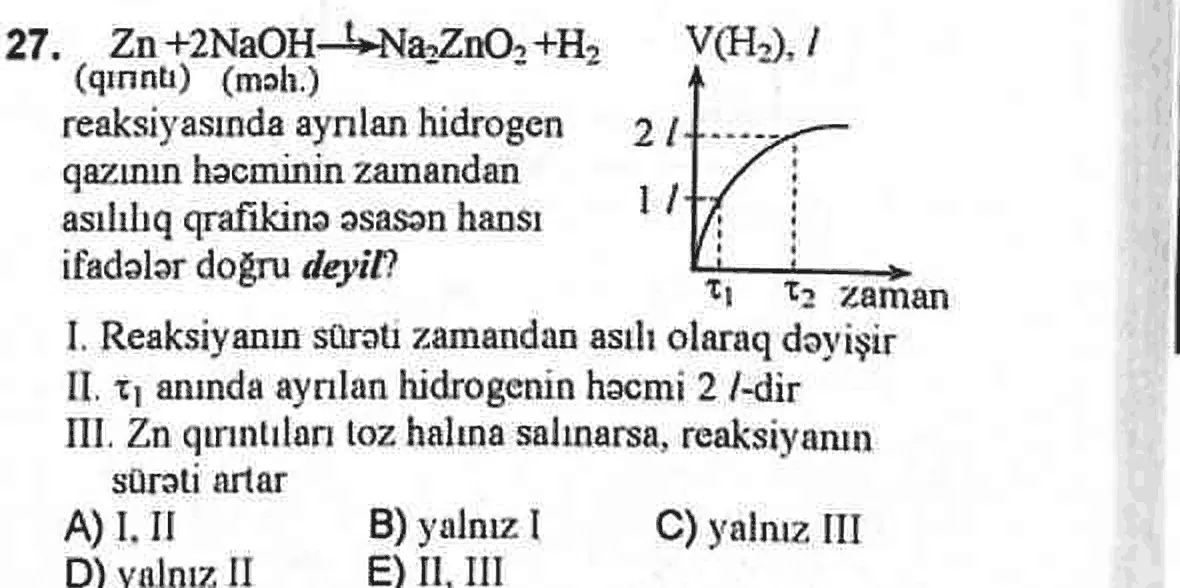 27. Zn+2NaOH—t→Na₂ZnO₂+H₂
(qırıntı) (məh.)
reaksiyasında ayrılan hidrogen
qazının həcminin zamandan
asılılıq qrafikinə əsasən hansı
ifadələr doğru deyil?
V(H₂), l
2 l
1 l
τ₁ τ₂ zaman
I. Reaksiyanın sürəti zamandan asılı olaraq dəyişir
II. τ₁ anında ayrılan hidrogenin həcmi 2 l-dir
III. Zn qırıntıları toz halına salınarsa, reaksiyanın
sürəti artar
A) I, II B) yalnız I C) yalnız III
D) yalnız II E) II, III